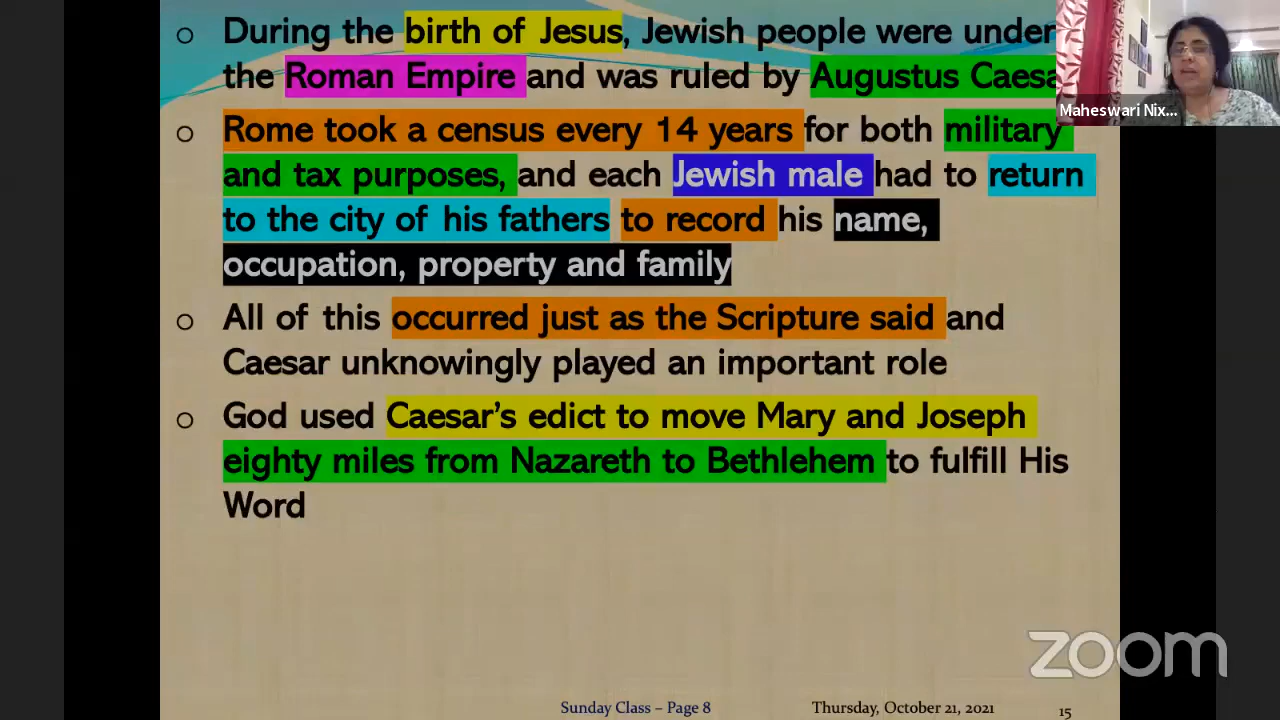 During the birth of Jesus, Jewish people were under
the Roman Empire and was ruled by Augustus Caesa
Rome took a census every 14 years for both military
and tax purposes, and each Jewish male had to return
to the city of his fathers to record his name,
occupation, property and family
All of this occurred just as the Scripture said and
Caesar unknowingly played an important role
God used Caesar's edict to move Mary and Joseph
eighty miles from Nazareth to Bethlehem to fulfill His
Word
Maheswari Nix...
zoom
Sunday Class – Page 8 Thursday, October 21, 2021 15